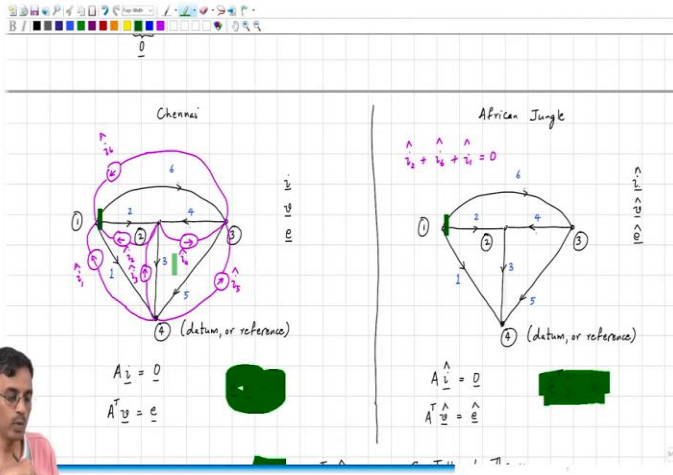 Page Width
B I
0
Chennai
î6
6
i
v
e
1 2 2 4 3
î2 î4
î1 1 î3 3 5 î5
4 (datum, or reference)
A i = 0
Aᵀ v = e
African Jungle
î2 + î6 + î1 = 0
6
î
v̂
ê
1 2 2 4 3
1 3 5
4 (datum, or reference)
A î = 0
Aᵀ v̂ = ê